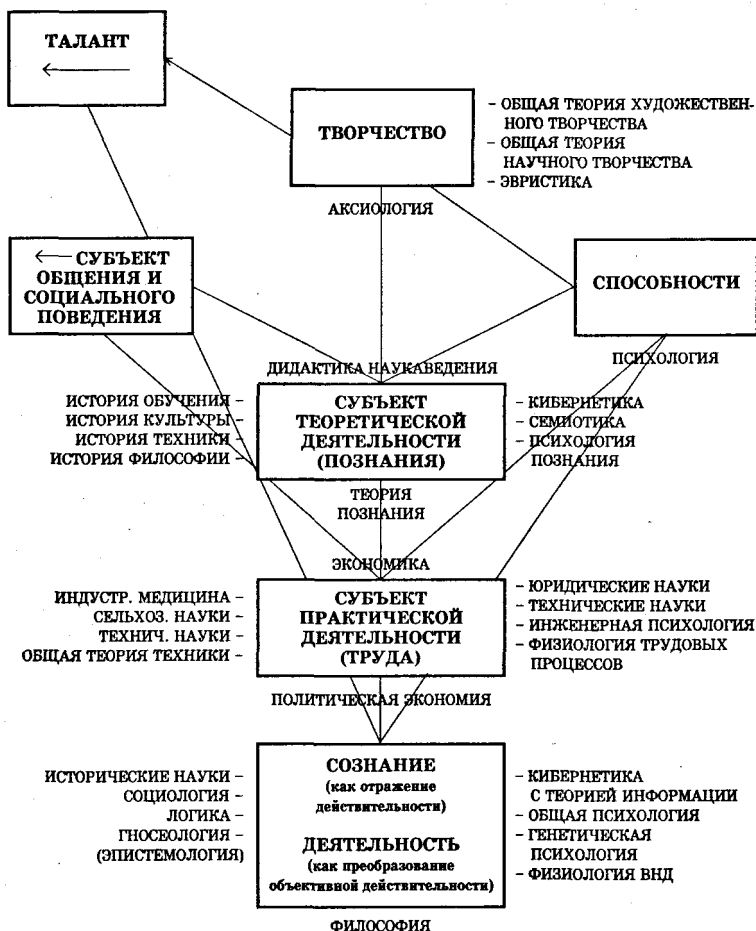 ТАЛАНТ
ТВОРЧЕСТВО
- ОБЩАЯ ТЕОРИЯ ХУДОЖЕСТВЕН-
НОГО ТВОРЧЕСТВА
- ОБЩАЯ ТЕОРИЯ
НАУЧНОГО ТВОРЧЕСТВА
- ЭВРИСТИКА
АКСИОЛОГИЯ
СУБЪЕКТ
ОБЩЕНИЯ И
СОЦИАЛЬНОГО
ПОВЕДЕНИЯ
СПОСОБНОСТИ
ПСИХОЛОГИЯ
ДИДАКТИКА НАУКАВЕДЕНИЯ
ИСТОРИЯ ОБУЧЕНИЯ -
ИСТОРИЯ КУЛЬТУРЫ -
ИСТОРИЯ ТЕХНИКИ -
ИСТОРИЯ ФИЛОСОФИИ -
СУБЪЕКТ
ТЕОРЕТИЧЕСКОЙ
ДЕЯТЕЛЬНОСТИ
(ПОЗНАНИЯ)
- КИБЕРНЕТИКА
- СЕМИОТИКА
- ПСИХОЛОГИЯ
ПОЗНАНИЯ
ТЕОРИЯ
ПОЗНАНИЯ
ЭКОНОМИКА
ИНДУСТР. МЕДИЦИНА -
СЕЛЬХОЗ. НАУКИ -
ТЕХНИЧ. НАУКИ -
ОБЩАЯ ТЕОРИЯ ТЕХНИКИ -
СУБЪЕКТ
ПРАКТИЧЕСКОЙ
ДЕЯТЕЛЬНОСТИ
(ТРУДА)
- ЮРИДИЧЕСКИЕ НАУКИ
- ТЕХНИЧЕСКИЕ НАУКИ
- ИНЖЕНЕРНАЯ ПСИХОЛОГИЯ
- ФИЗИОЛОГИЯ ТРУДОВЫХ
ПРОЦЕССОВ
ПОЛИТИЧЕСКАЯ ЭКОНОМИЯ
ИСТОРИЧЕСКИЕ НАУКИ -
СОЦИОЛОГИЯ -
ЛОГИКА -
ГНОСЕОЛОГИЯ -
(ЭПИСТЕМОЛОГИЯ)
СОЗНАНИЕ
(как отражение
действительности)
ДЕЯТЕЛЬНОСТЬ
(как преобразование
объективной действительности)
- КИБЕРНЕТИКА
С ТЕОРИЕЙ ИНФОРМАЦИИ
- ОБЩАЯ ПСИХОЛОГИЯ
- ГЕНЕТИЧЕСКАЯ
ПСИХОЛОГИЯ
- ФИЗИОЛОГИЯ ВНД
ФИЛОСОФИЯ